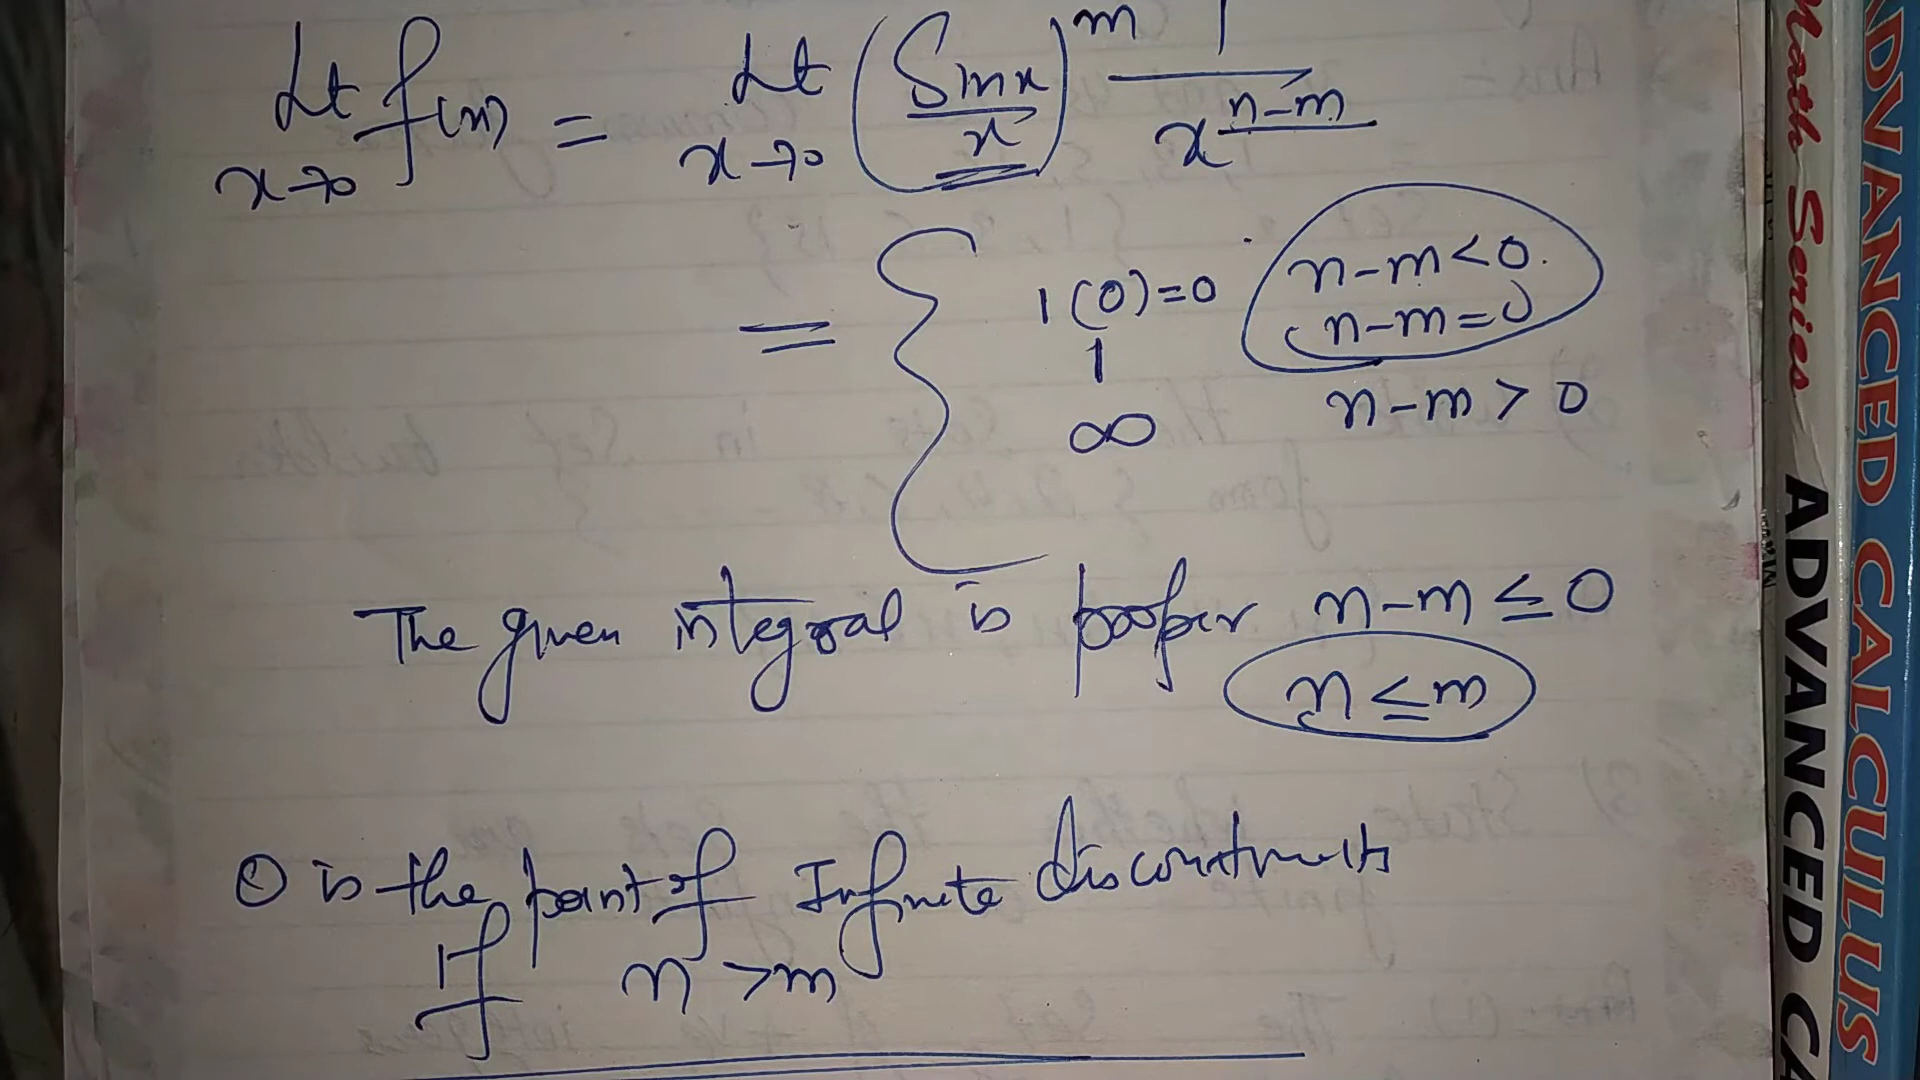 Lt f(x) = Lt (Sinx/x)^m 1/x^(n-m)
x→0 x→0
= { 1(0)=0 n-m<0.
1 n-m=0
∞ n-m>0
The given integral is proper n-m≤0
n≤m
0 is the point of Infinite discontinuity
If n>m
Math Series ADVANCED CA
ADVANCED CALCULUS